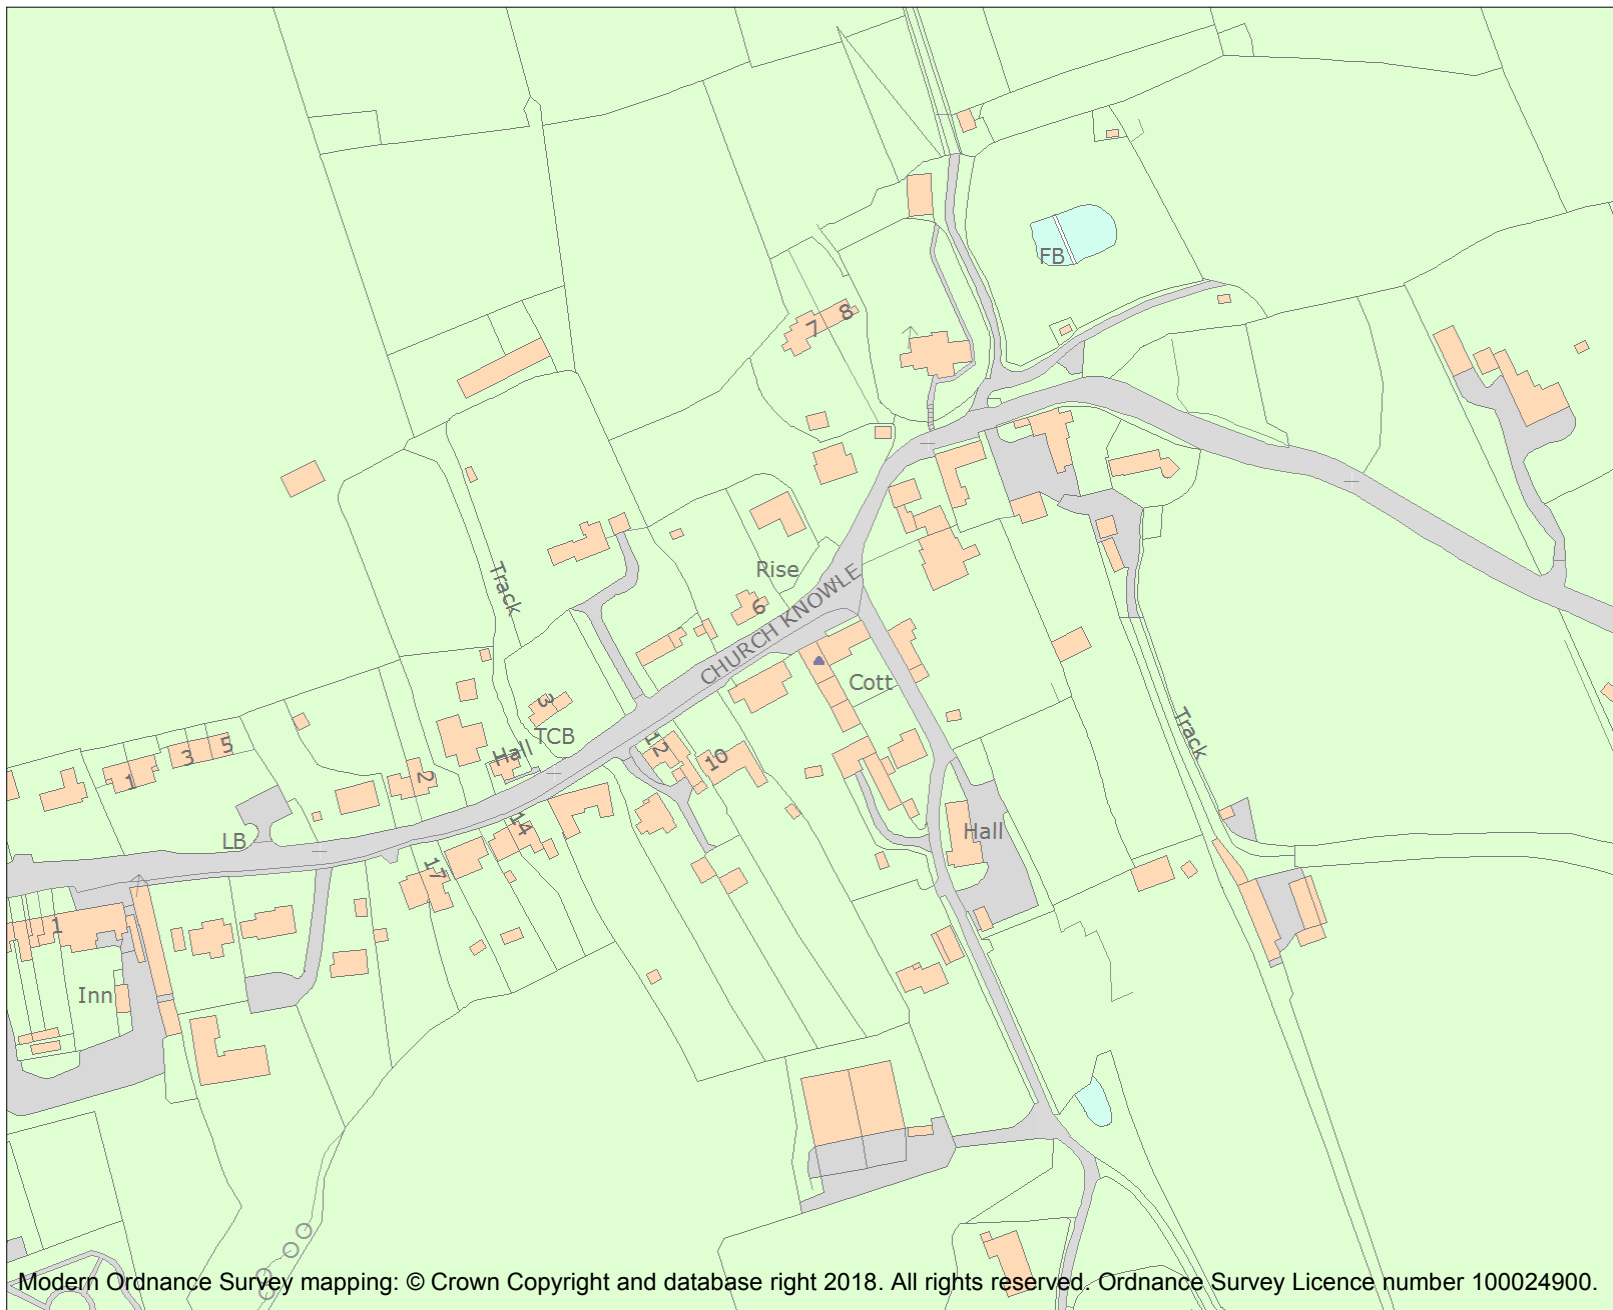 FB
8
7
Rise
6
CHURCH KNOWLE
Track
Cott
3
TCB
Hall
12
10
Track
5
3
1
2
LB
14
17
Hall
1
Inn
Modern Ordnance Survey mapping: © Crown Copyright and database right 2018. All rights reserved. Ordnance Survey Licence number 100024900.